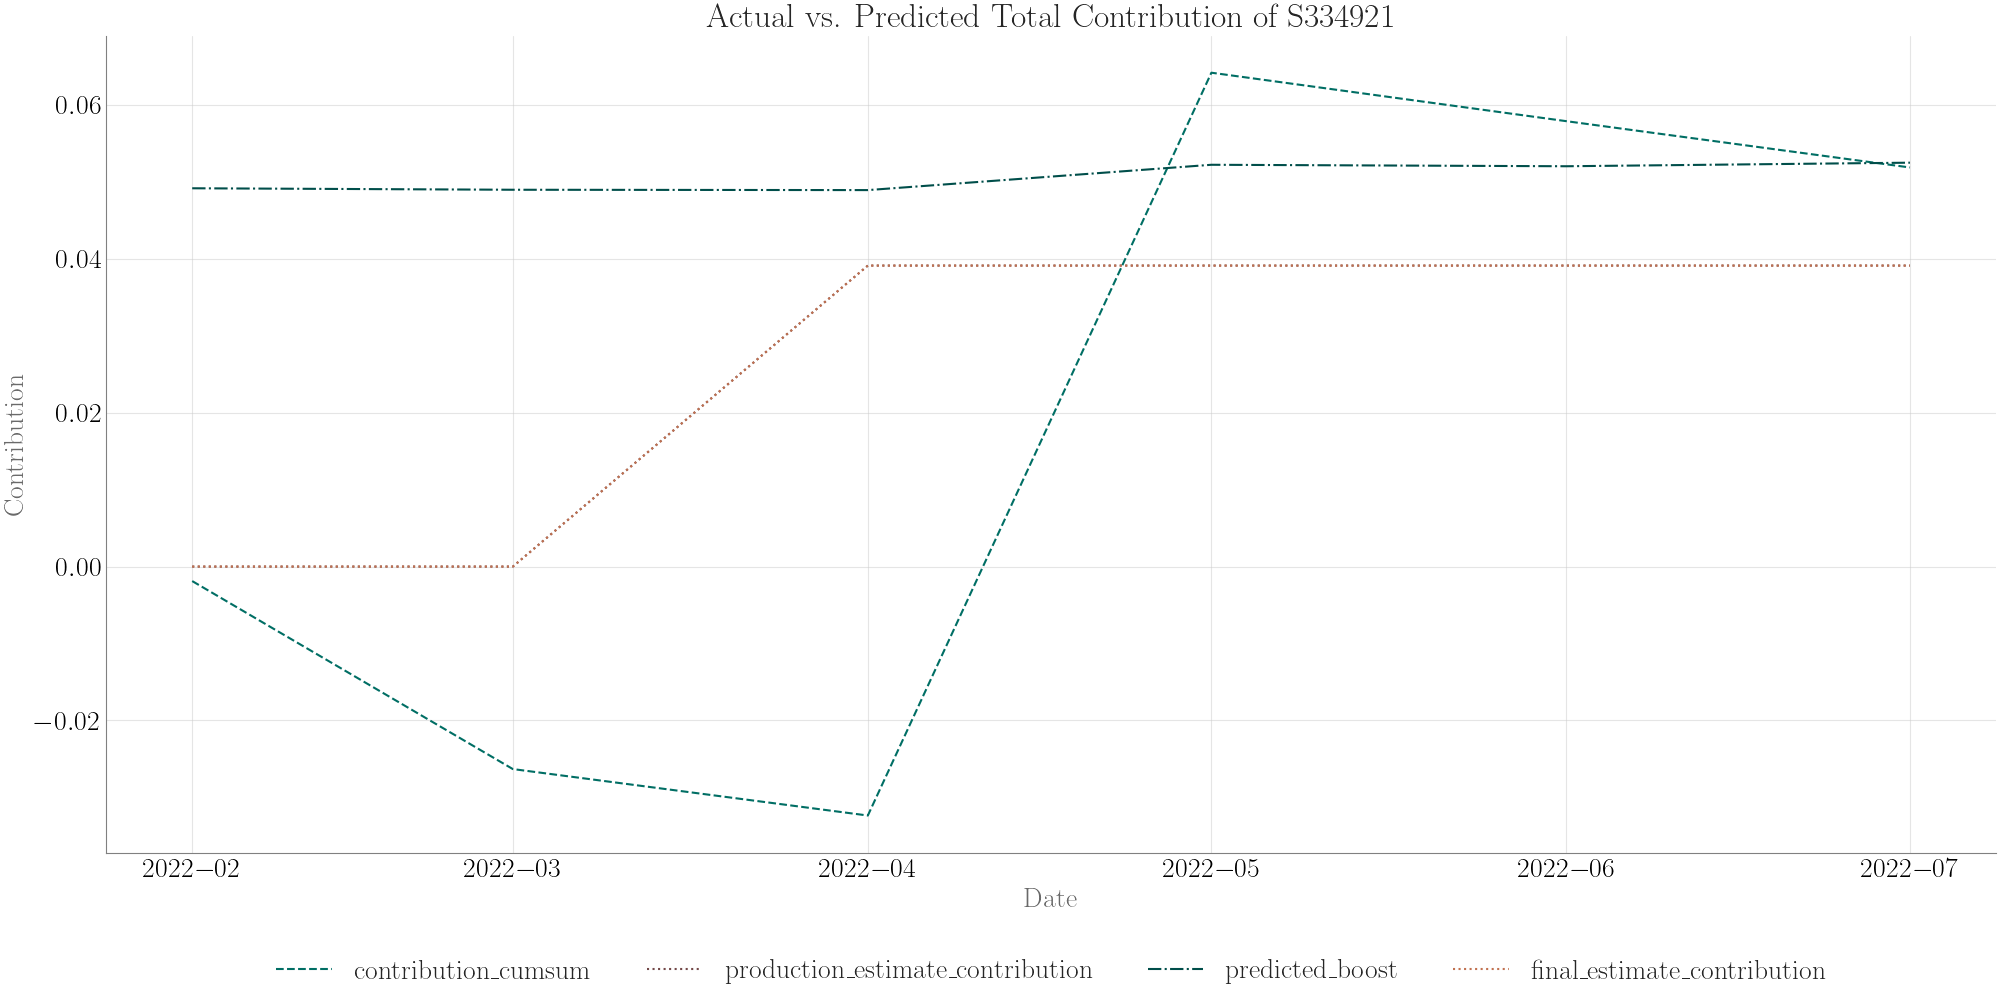 Actual vs. Predicted Total Contribution of S334921
0.06
0.04
0.02
0.00
−0.02
Contribution
2022−02 2022−03 2022−04 2022−05 2022−06 2022−07
Date
contribution_cumsum production_estimate_contribution predicted_boost final_estimate_contribution